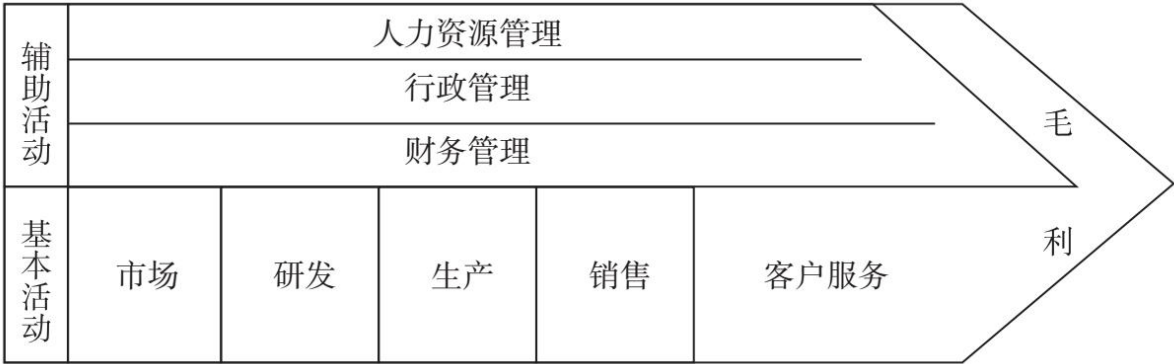 辅助活动
人力资源管理
行政管理
财务管理
毛利
基本活动
市场
研发
生产
销售
客户服务